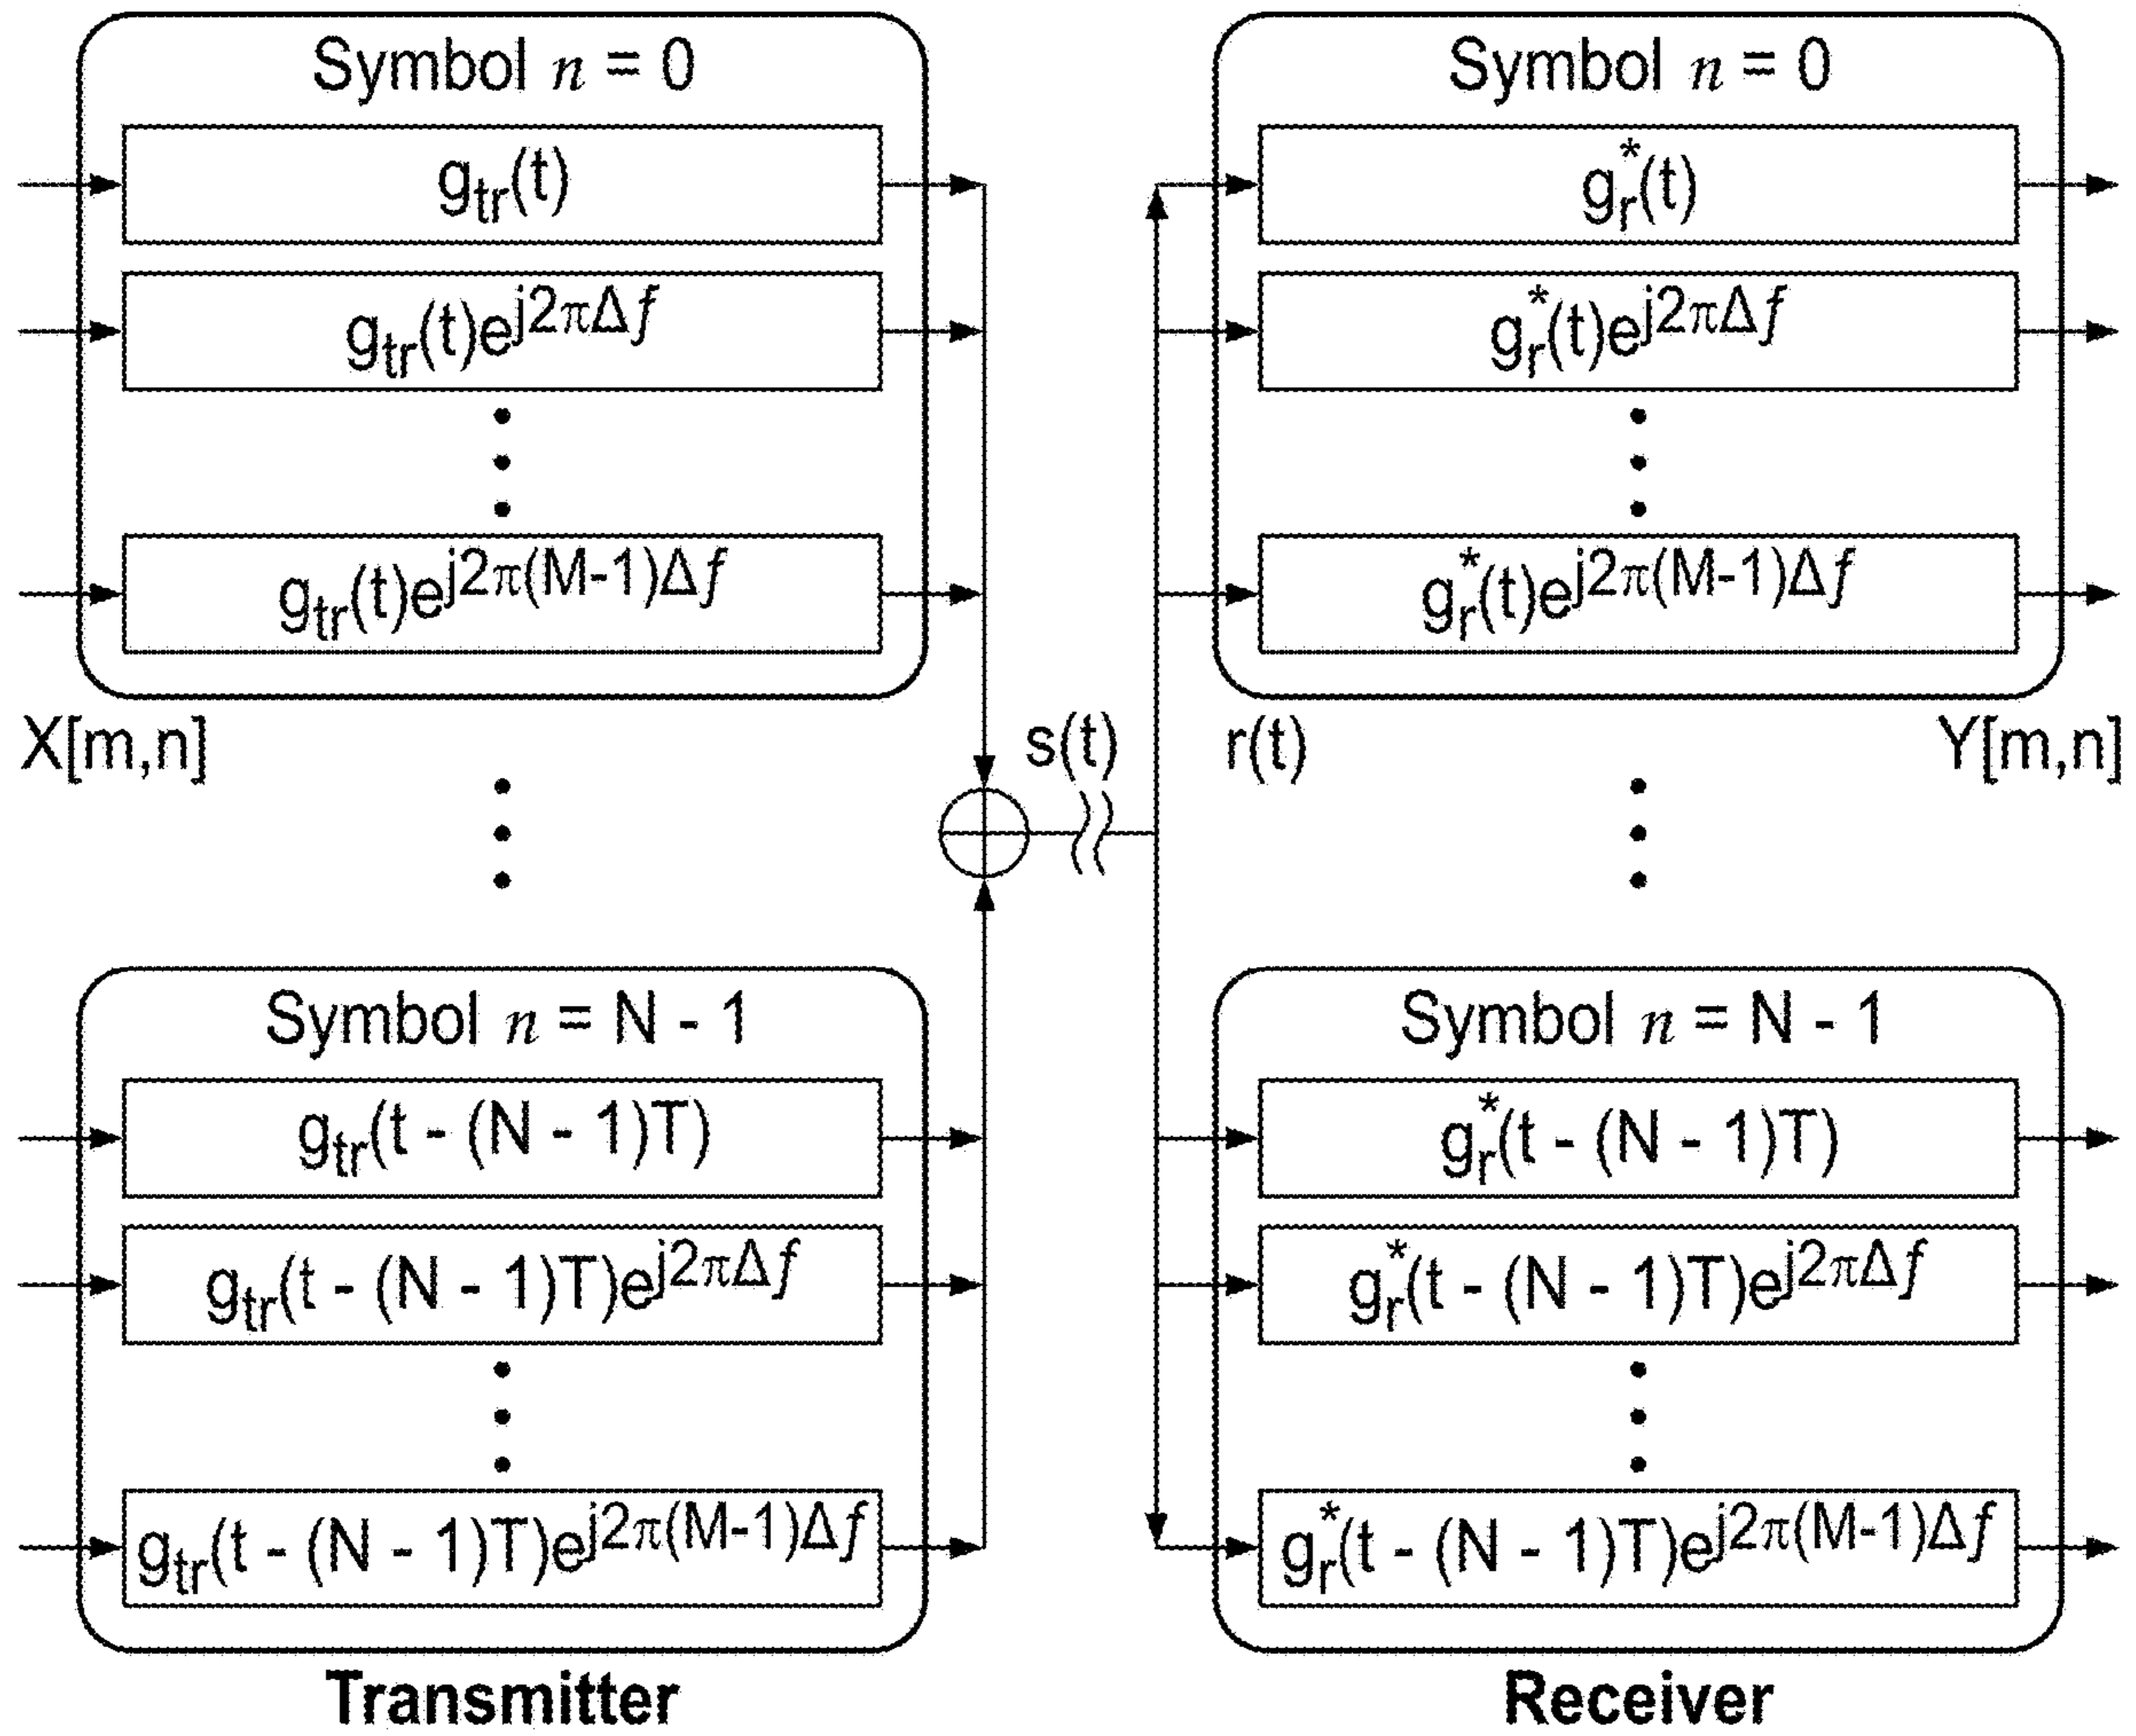 Symbol n = 0
g_tr(t)
g_tr(t)e^j2πΔf
g_tr(t)e^j2π(M-1)Δf
X[m,n]
Symbol n = N - 1
g_tr(t - (N - 1)T)
g_tr(t - (N - 1)T)e^j2πΔf
g_tr(t - (N - 1)T)e^j2π(M-1)Δf
Transmitter
s(t)
Symbol n = 0
g_r^*(t)
g_r^*(t)e^j2πΔf
g_r^*(t)e^j2π(M-1)Δf
r(t)
Y[m,n]
Symbol n = N - 1
g_r^*(t - (N - 1)T)
g_r^*(t - (N - 1)T)e^j2πΔf
g_r^*(t - (N - 1)T)e^j2π(M-1)Δf
Receiver